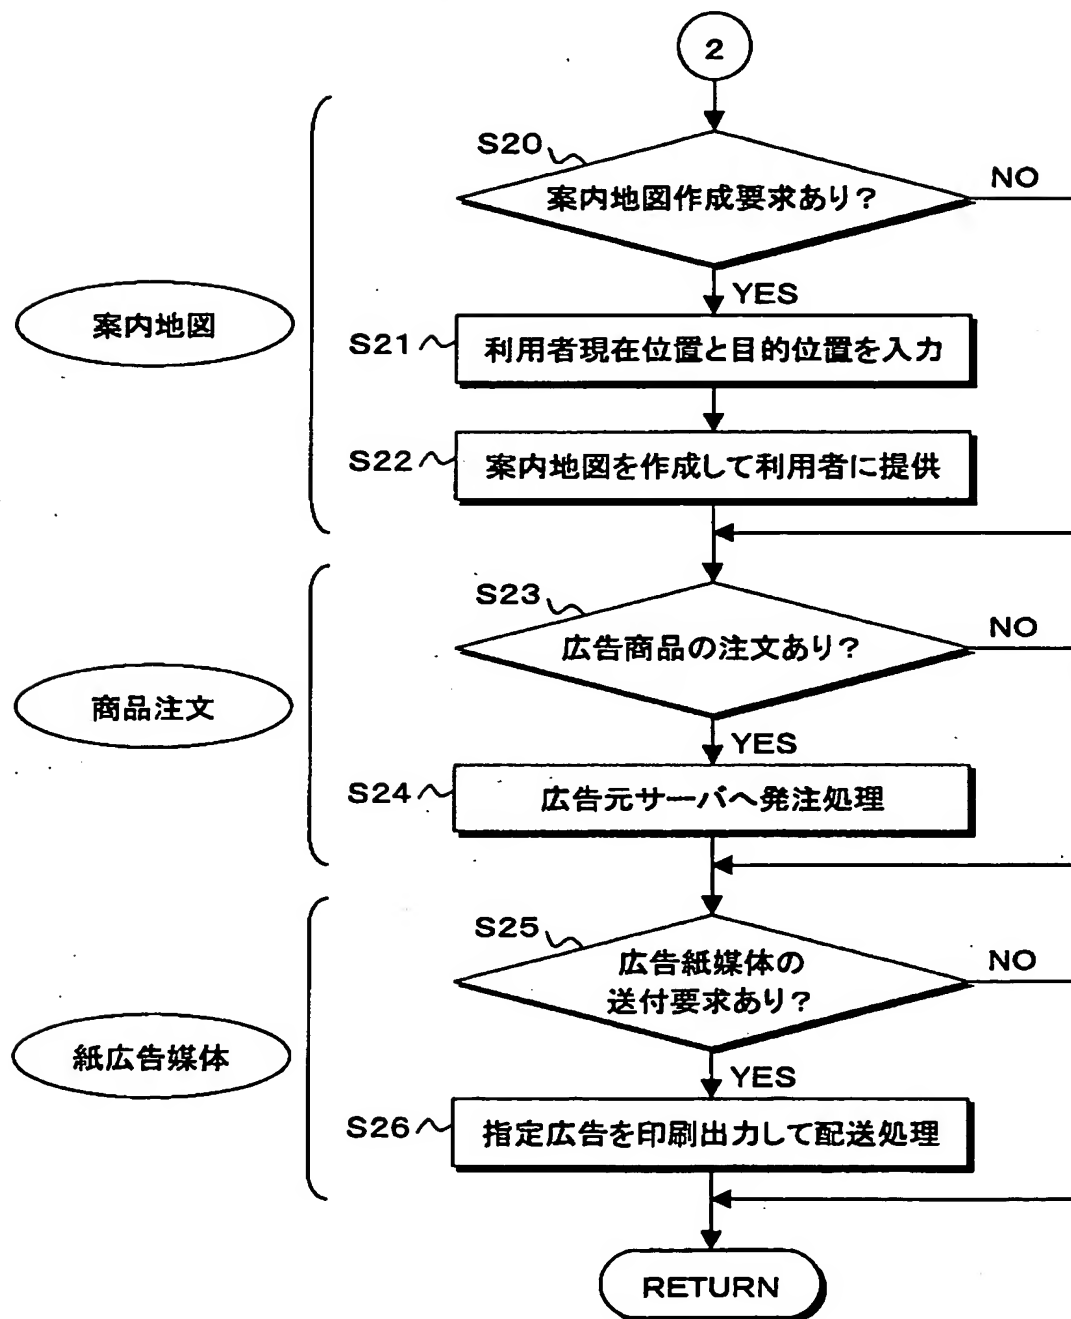 2
S20
案内地図作成要求あり?
NO
YES
案内地図
S21
利用者現在位置と目的位置を入力
S22
案内地図を作成して利用者に提供
S23
広告商品の注文あり?
NO
商品注文
YES
S24
広告元サーバへ発注処理
S25
広告紙媒体の
送付要求あり?
NO
紙広告媒体
YES
S26
指定広告を印刷出力して配送処理
RETURN